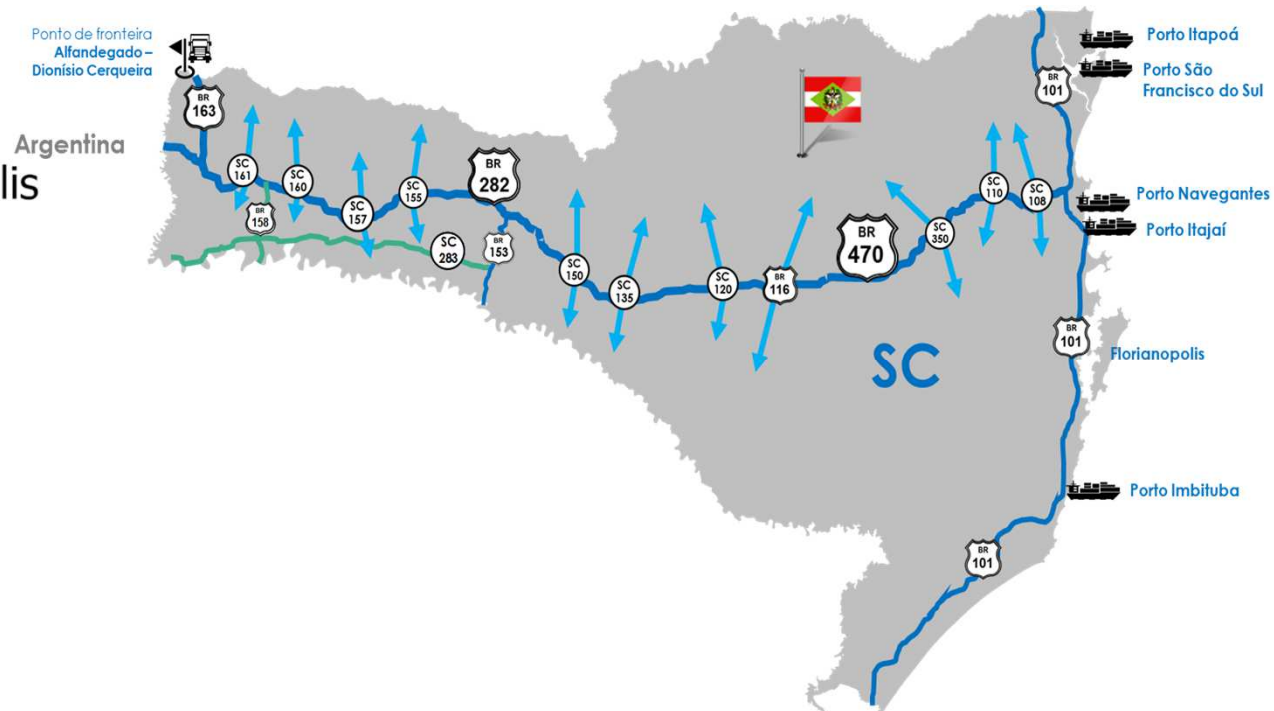 Ponto de fronteira
Alfandegado –
Dionísio Cerqueira
Argentina
lis
BR
163
SC
161
SC
160
BR
158
SC
157
SC
155
BR
282
SC
283
BR
153
SC
150
SC
135
SC
120
BR
116
BR
470
SC
350
SC
110
SC
108
BR
101
Porto Itapoá
Porto São
Francisco do Sul
Porto Navegantes
Porto Itajaí
BR
101
Florianopolis
SC
Porto Imbituba
BR
101